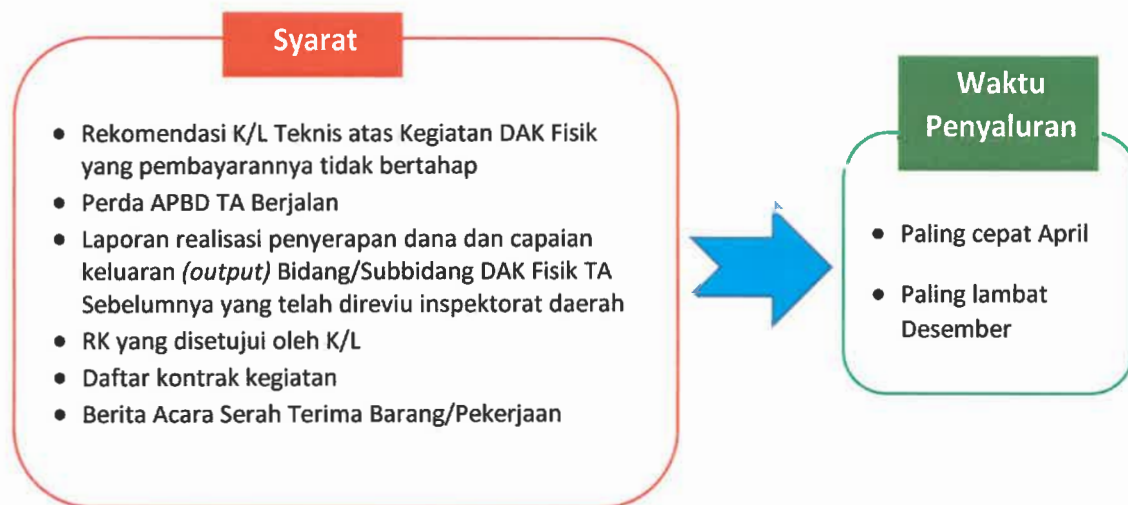 Syarat
• Rekomendasi K/L Teknis atas Kegiatan DAK Fisik
yang pembayarannya tidak bertahap
• Perda APBD TA Berjalan
• Laporan realisasi penyerapan dana dan capaian
keluaran (output) Bidang/Subbidang DAK Fisik TA
Sebelumnya yang telah direviu inspektorat daerah
• RK yang disetujui oleh K/L
• Daftar kontrak kegiatan
• Berita Acara Serah Terima Barang/Pekerjaan
Waktu
Penyaluran
• Paling cepat April
• Paling lambat
Desember